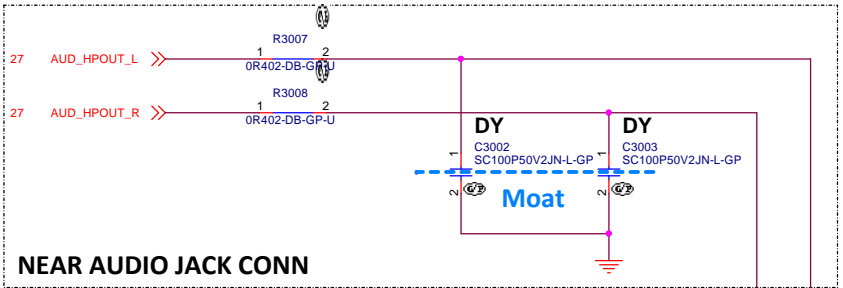 R3007
27 AUD_HPOUT_L 1 2
0R402-DB-GP-U
R3008
27 AUD_HPOUT_R 1 2
0R402-DB-GP-U
DY DY
C3002 C3003
SC100P50V2JN-L-GP SC100P50V2JN-L-GP
1 1
2 2
Moat
NEAR AUDIO JACK CONN